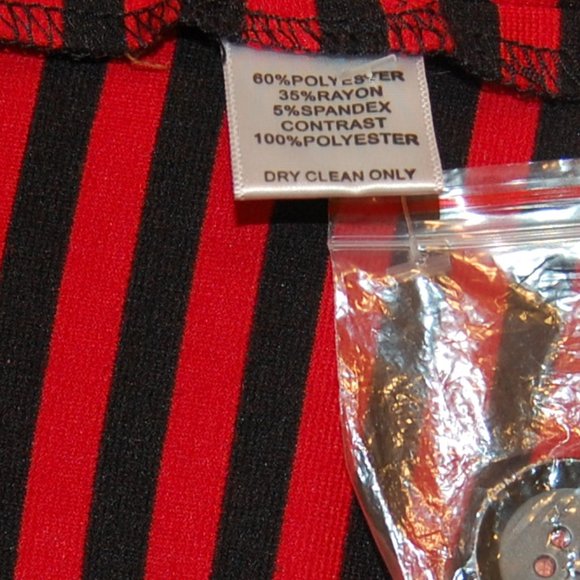 60%POLYESTER
35%RAYON
5%SPANDEX
CONTRAST
100%POLYESTER
DRY CLEAN ONLY